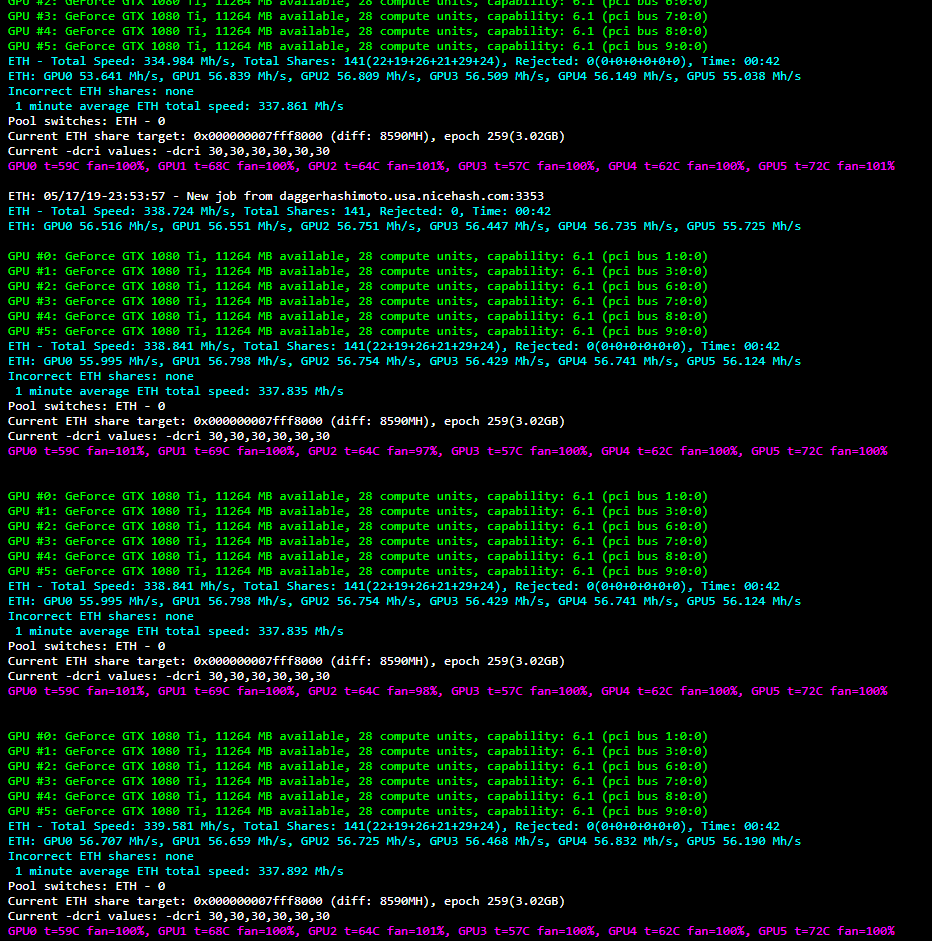 GPU #2: GeForce GTX 1080 Ti, 11264 MB available, 28 compute units, capability: 6.1 (pci bus 6:0:0)
GPU #3: GeForce GTX 1080 Ti, 11264 MB available, 28 compute units, capability: 6.1 (pci bus 7:0:0)
GPU #4: GeForce GTX 1080 Ti, 11264 MB available, 28 compute units, capability: 6.1 (pci bus 8:0:0)
GPU #5: GeForce GTX 1080 Ti, 11264 MB available, 28 compute units, capability: 6.1 (pci bus 9:0:0)
ETH - Total Speed: 334.984 Mh/s, Total Shares: 141(22+19+26+21+29+24), Rejected: 0(0+0+0+0+0+0), Time: 00:42
ETH: GPU0 53.641 Mh/s, GPU1 56.839 Mh/s, GPU2 56.809 Mh/s, GPU3 56.509 Mh/s, GPU4 56.149 Mh/s, GPU5 55.038 Mh/s
Incorrect ETH shares: none
1 minute average ETH total speed: 337.861 Mh/s
Pool switches: ETH - 0
Current ETH share target: 0x000000007fff8000 (diff: 8590MH), epoch 259(3.02GB)
Current -dcri values: -dcri 30,30,30,30,30,30
GPU0 t=59C fan=100%, GPU1 t=68C fan=100%, GPU2 t=64C fan=101%, GPU3 t=57C fan=100%, GPU4 t=62C fan=100%, GPU5 t=72C fan=101%
ETH: 05/17/19-23:53:57 - New job from daggerhashimoto.usa.nicehash.com:3353
ETH - Total Speed: 338.724 Mh/s, Total Shares: 141, Rejected: 0, Time: 00:42
ETH: GPU0 56.516 Mh/s, GPU1 56.551 Mh/s, GPU2 56.751 Mh/s, GPU3 56.447 Mh/s, GPU4 56.735 Mh/s, GPU5 55.725 Mh/s
GPU #0: GeForce GTX 1080 Ti, 11264 MB available, 28 compute units, capability: 6.1 (pci bus 1:0:0)
GPU #1: GeForce GTX 1080 Ti, 11264 MB available, 28 compute units, capability: 6.1 (pci bus 3:0:0)
GPU #2: GeForce GTX 1080 Ti, 11264 MB available, 28 compute units, capability: 6.1 (pci bus 6:0:0)
GPU #3: GeForce GTX 1080 Ti, 11264 MB available, 28 compute units, capability: 6.1 (pci bus 7:0:0)
GPU #4: GeForce GTX 1080 Ti, 11264 MB available, 28 compute units, capability: 6.1 (pci bus 8:0:0)
GPU #5: GeForce GTX 1080 Ti, 11264 MB available, 28 compute units, capability: 6.1 (pci bus 9:0:0)
ETH - Total Speed: 338.841 Mh/s, Total Shares: 141(22+19+26+21+29+24), Rejected: 0(0+0+0+0+0+0), Time: 00:42
ETH: GPU0 55.995 Mh/s, GPU1 56.798 Mh/s, GPU2 56.754 Mh/s, GPU3 56.429 Mh/s, GPU4 56.741 Mh/s, GPU5 56.124 Mh/s
Incorrect ETH shares: none
1 minute average ETH total speed: 337.835 Mh/s
Pool switches: ETH - 0
Current ETH share target: 0x000000007fff8000 (diff: 8590MH), epoch 259(3.02GB)
Current -dcri values: -dcri 30,30,30,30,30,30
GPU0 t=59C fan=101%, GPU1 t=69C fan=100%, GPU2 t=64C fan=97%, GPU3 t=57C fan=100%, GPU4 t=62C fan=100%, GPU5 t=72C fan=100%
GPU #0: GeForce GTX 1080 Ti, 11264 MB available, 28 compute units, capability: 6.1 (pci bus 1:0:0)
GPU #1: GeForce GTX 1080 Ti, 11264 MB available, 28 compute units, capability: 6.1 (pci bus 3:0:0)
GPU #2: GeForce GTX 1080 Ti, 11264 MB available, 28 compute units, capability: 6.1 (pci bus 6:0:0)
GPU #3: GeForce GTX 1080 Ti, 11264 MB available, 28 compute units, capability: 6.1 (pci bus 7:0:0)
GPU #4: GeForce GTX 1080 Ti, 11264 MB available, 28 compute units, capability: 6.1 (pci bus 8:0:0)
GPU #5: GeForce GTX 1080 Ti, 11264 MB available, 28 compute units, capability: 6.1 (pci bus 9:0:0)
ETH - Total Speed: 338.841 Mh/s, Total Shares: 141(22+19+26+21+29+24), Rejected: 0(0+0+0+0+0+0), Time: 00:42
ETH: GPU0 55.995 Mh/s, GPU1 56.798 Mh/s, GPU2 56.754 Mh/s, GPU3 56.429 Mh/s, GPU4 56.741 Mh/s, GPU5 56.124 Mh/s
Incorrect ETH shares: none
1 minute average ETH total speed: 337.835 Mh/s
Pool switches: ETH - 0
Current ETH share target: 0x000000007fff8000 (diff: 8590MH), epoch 259(3.02GB)
Current -dcri values: -dcri 30,30,30,30,30,30
GPU0 t=59C fan=101%, GPU1 t=69C fan=100%, GPU2 t=64C fan=98%, GPU3 t=57C fan=100%, GPU4 t=62C fan=100%, GPU5 t=72C fan=100%
GPU #0: GeForce GTX 1080 Ti, 11264 MB available, 28 compute units, capability: 6.1 (pci bus 1:0:0)
GPU #1: GeForce GTX 1080 Ti, 11264 MB available, 28 compute units, capability: 6.1 (pci bus 3:0:0)
GPU #2: GeForce GTX 1080 Ti, 11264 MB available, 28 compute units, capability: 6.1 (pci bus 6:0:0)
GPU #3: GeForce GTX 1080 Ti, 11264 MB available, 28 compute units, capability: 6.1 (pci bus 7:0:0)
GPU #4: GeForce GTX 1080 Ti, 11264 MB available, 28 compute units, capability: 6.1 (pci bus 8:0:0)
GPU #5: GeForce GTX 1080 Ti, 11264 MB available, 28 compute units, capability: 6.1 (pci bus 9:0:0)
ETH - Total Speed: 339.581 Mh/s, Total Shares: 141(22+19+26+21+29+24), Rejected: 0(0+0+0+0+0+0), Time: 00:42
ETH: GPU0 56.707 Mh/s, GPU1 56.659 Mh/s, GPU2 56.725 Mh/s, GPU3 56.468 Mh/s, GPU4 56.832 Mh/s, GPU5 56.190 Mh/s
Incorrect ETH shares: none
1 minute average ETH total speed: 337.892 Mh/s
Pool switches: ETH - 0
Current ETH share target: 0x000000007fff8000 (diff: 8590MH), epoch 259(3.02GB)
Current -dcri values: -dcri 30,30,30,30,30,30
GPU0 t=59C fan=100%, GPU1 t=68C fan=100%, GPU2 t=64C fan=101%, GPU3 t=57C fan=100%, GPU4 t=62C fan=100%, GPU5 t=72C fan=100%